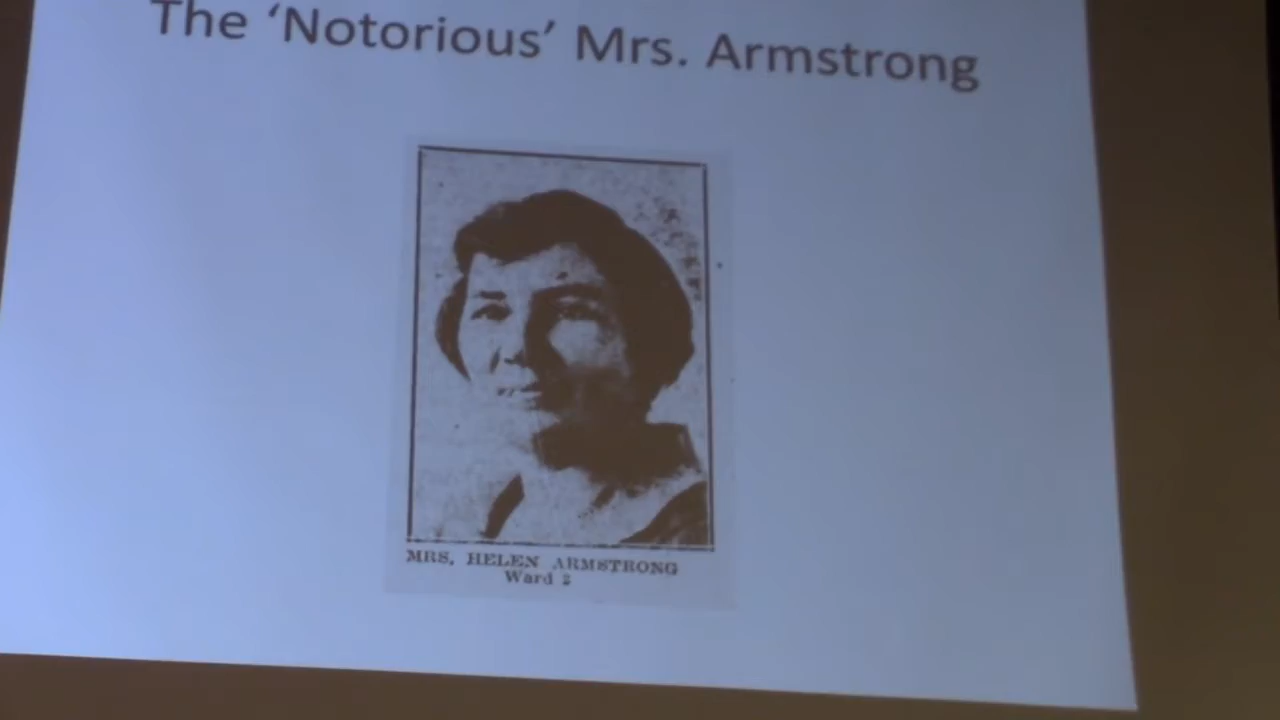 The ‘Notorious’ Mrs. Armstrong
MRS. HELEN ARMSTRONG
Ward 2